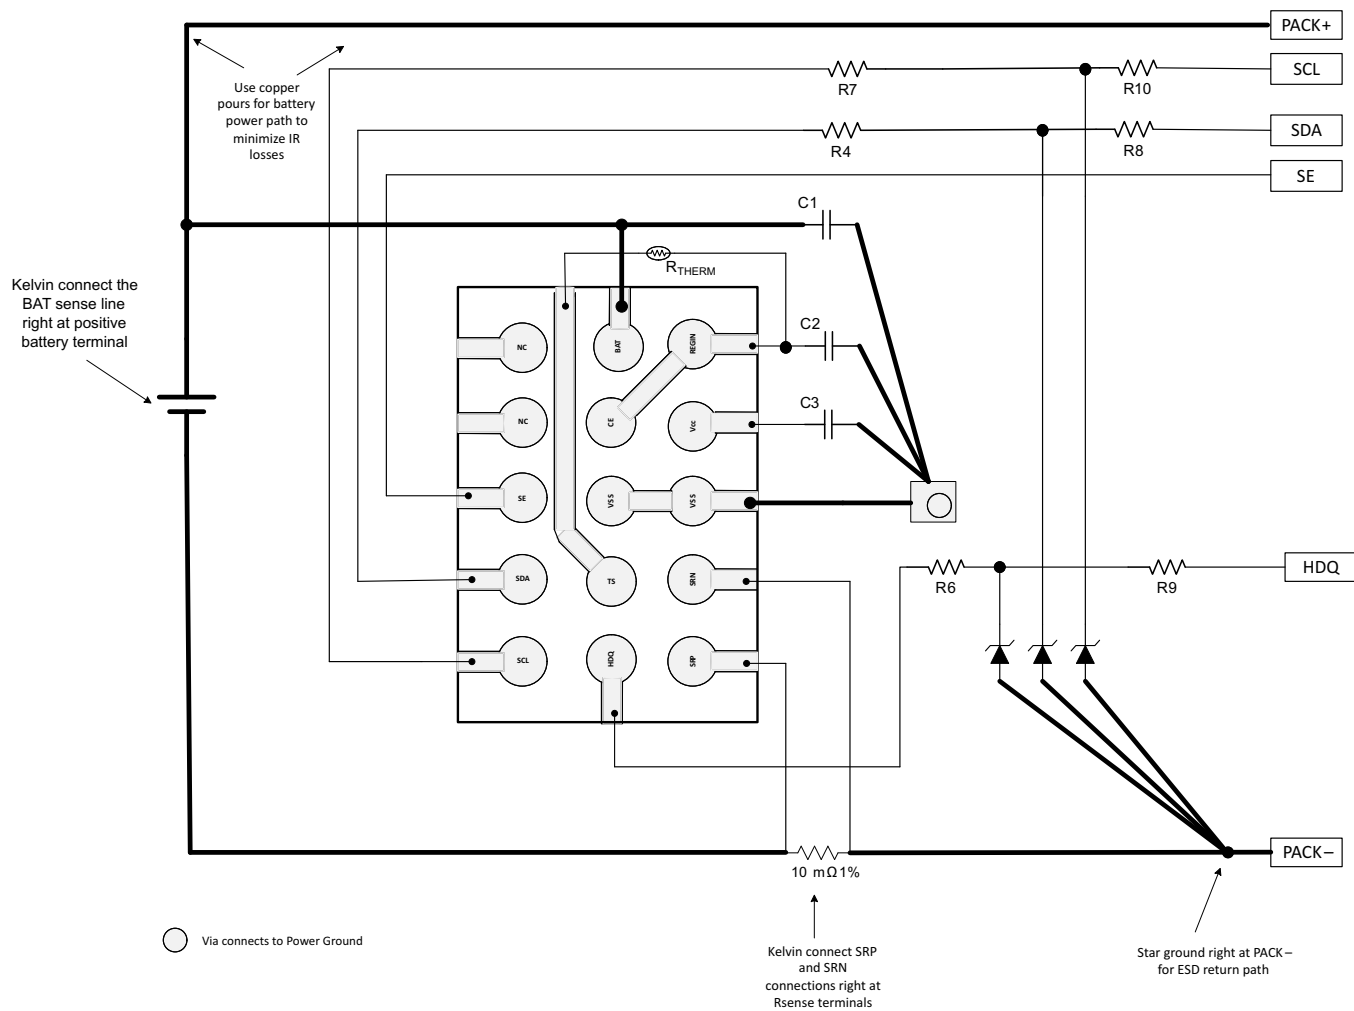 PACK+
SCL
R7
R10
Use copper
pours for battery
power path to
minimize IR
losses
SDA
R4
R8
SE
C1
RTHERM
Kelvin connect the
BAT sense line
right at positive
battery terminal
C2
NC
BAT
REGIN
C3
NC
CE
Vcc
SE
VSS
VSS
SDA
TS
SRN
R6
R9
HDQ
SCL
HDQ
SRP
PACK–
10 mΩ1%
Via connects to Power Ground
Kelvin connect SRP
and SRN
connections right at
Rsense terminals
Star ground right at PACK –
for ESD return path